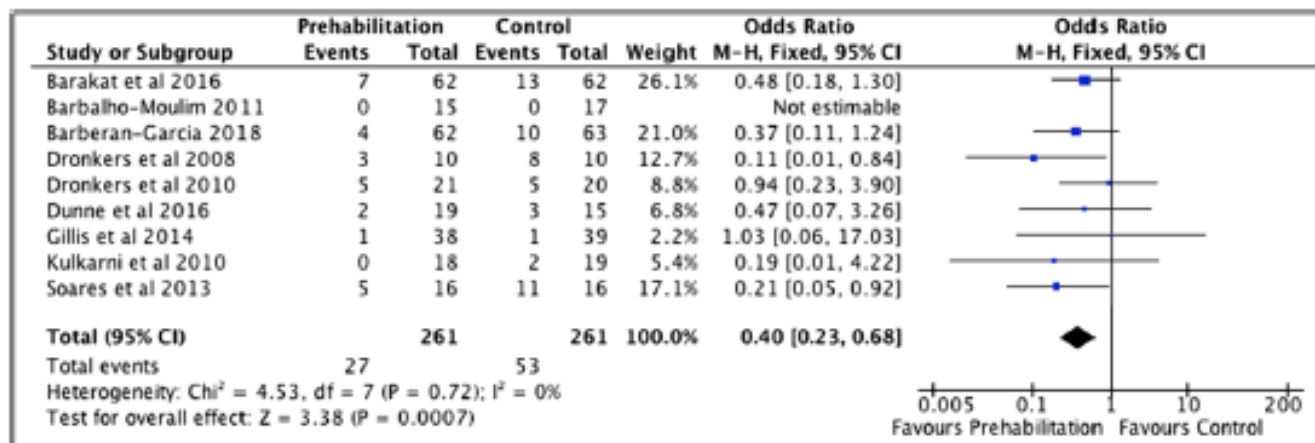 Prehabilitation Control Odds Ratio Odds Ratio
Study or Subgroup Events Total Events Total Weight M-H, Fixed, 95% CI M-H, Fixed, 95% CI
Barakat et al 2016 7 62 13 62 26.1% 0.48 [0.18, 1.30]
Barbalho-Moulim 2011 0 15 0 17 Not estimable
Barberan-Garcia 2018 4 62 10 63 21.0% 0.37 [0.11, 1.24]
Dronkers et al 2008 3 10 8 10 12.7% 0.11 [0.01, 0.84]
Dronkers et al 2010 5 21 5 20 8.8% 0.94 [0.23, 3.90]
Dunne et al 2016 2 19 3 15 6.8% 0.47 [0.07, 3.26]
Gillis et al 2014 1 38 1 39 2.2% 1.03 [0.06, 17.03]
Kulkarni et al 2010 0 18 2 19 5.4% 0.19 [0.01, 4.22]
Soares et al 2013 5 16 11 16 17.1% 0.21 [0.05, 0.92]
Total (95% CI) 261 261 100.0% 0.40 [0.23, 0.68]
Total events 27 53
Heterogeneity: Chi² = 4.53, df = 7 (P = 0.72); I² = 0%
Test for overall effect: Z = 3.38 (P = 0.0007)
0.005 0.1 1 10 200
Favours Prehabilitation Favours Control